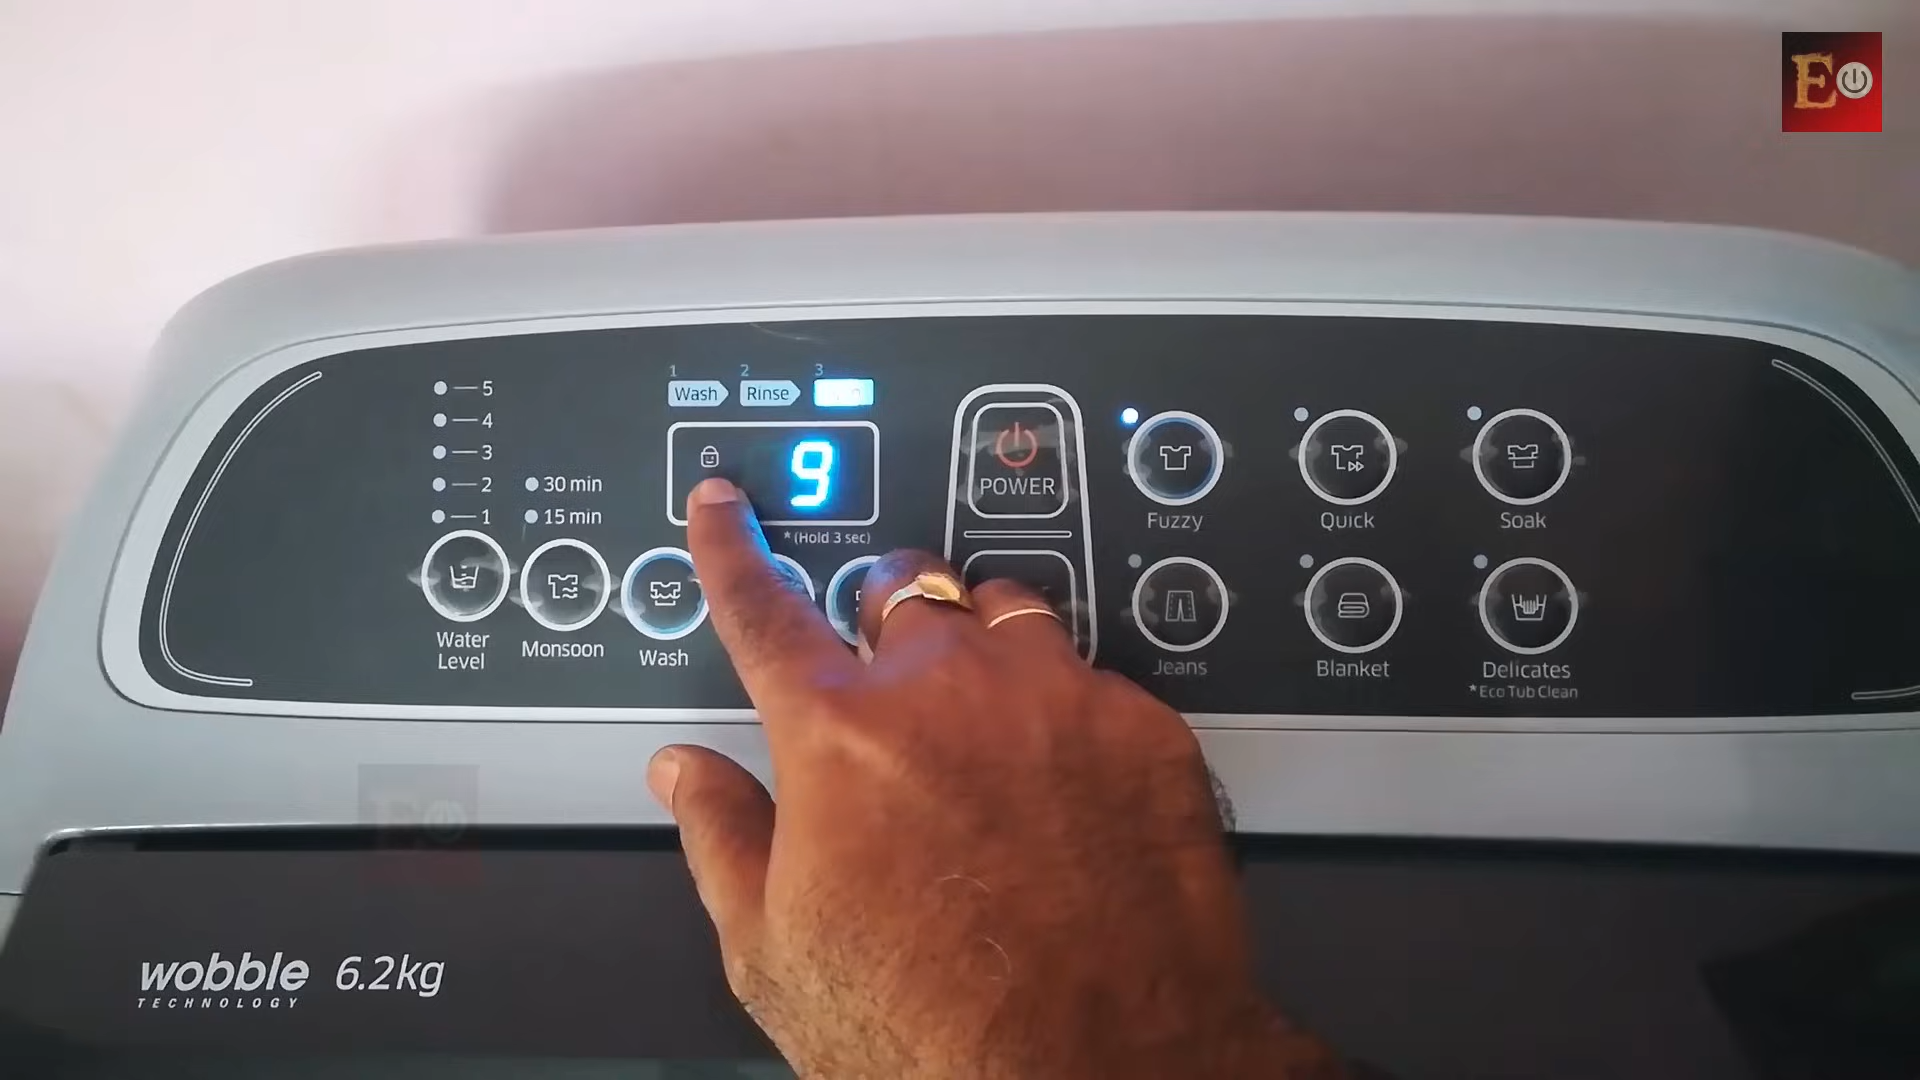 E
5
4
3
2
1
30 min
15 min
Water
Level
Monsoon
Wash
1 2 3
Wash Rinse
9
* (Hold 3 sec)
POWER
Fuzzy
Quick
Soak
Jeans
Blanket
Delicates
* Eco Tub Clean
E
wobble 6.2kg
TECHNOLOGY